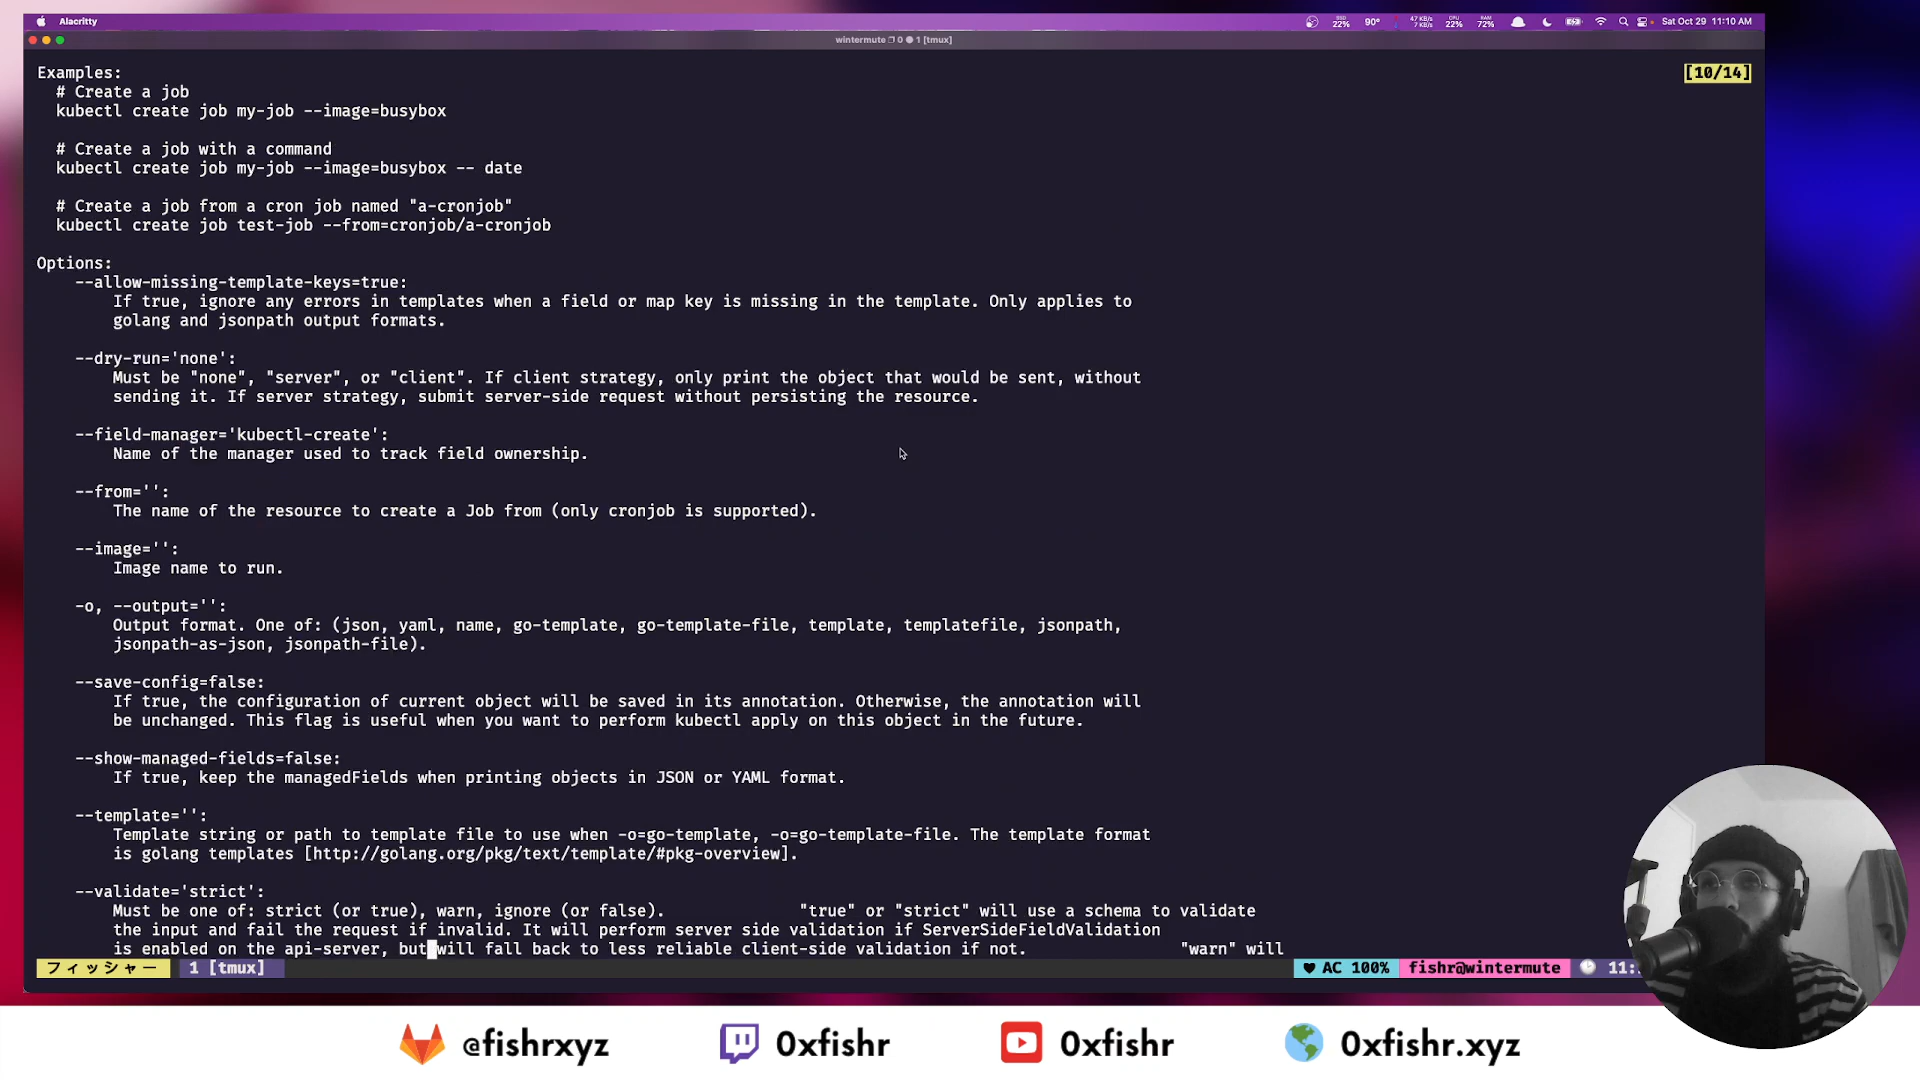 Alacritty
SSD 22% 90° 47 KB/s 7 KB/s CPU 22% RAM 72% Sat Oct 29 11:10 AM
wintermute 0 1 [tmux]
[10/14]
Examples:
# Create a job
kubectl create job my-job --image=busybox
# Create a job with a command
kubectl create job my-job --image=busybox -- date
# Create a job from a cron job named "a-cronjob"
kubectl create job test-job --from=cronjob/a-cronjob
Options:
--allow-missing-template-keys=true:
If true, ignore any errors in templates when a field or map key is missing in the template. Only applies to
golang and jsonpath output formats.
--dry-run='none':
Must be "none", "server", or "client". If client strategy, only print the object that would be sent, without
sending it. If server strategy, submit server-side request without persisting the resource.
--field-manager='kubectl-create':
Name of the manager used to track field ownership.
--from='':
The name of the resource to create a Job from (only cronjob is supported).
--image='':
Image name to run.
-o, --output='':
Output format. One of: (json, yaml, name, go-template, go-template-file, template, templatefile, jsonpath,
jsonpath-as-json, jsonpath-file).
--save-config=false:
If true, the configuration of current object will be saved in its annotation. Otherwise, the annotation will
be unchanged. This flag is useful when you want to perform kubectl apply on this object in the future.
--show-managed-fields=false:
If true, keep the managedFields when printing objects in JSON or YAML format.
--template='':
Template string or path to template file to use when -o=go-template, -o=go-template-file. The template format
is golang templates [http://golang.org/pkg/text/template/#pkg-overview].
--validate='strict':
Must be one of: strict (or true), warn, ignore (or false). "true" or "strict" will use a schema to validate
the input and fail the request if invalid. It will perform server side validation if ServerSideFieldValidation
is enabled on the api-server, but will fall back to less reliable client-side validation if not. "warn" will
フィッシャー 1 [tmux] ♥ AC 100% fishr@wintermute 11:
@fishrxyz 0xfishr 0xfishr 0xfishr.xyz